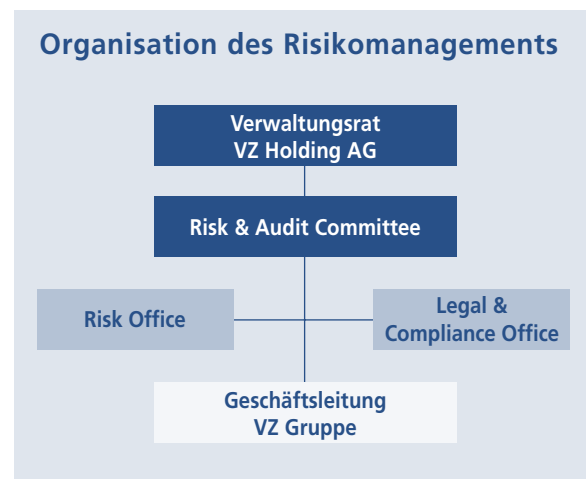 Organisation des Risikomanagements
Verwaltungsrat
VZ Holding AG
Risk & Audit Committee
Risk Office
Legal &
Compliance Office
Geschäftsleitung
VZ Gruppe